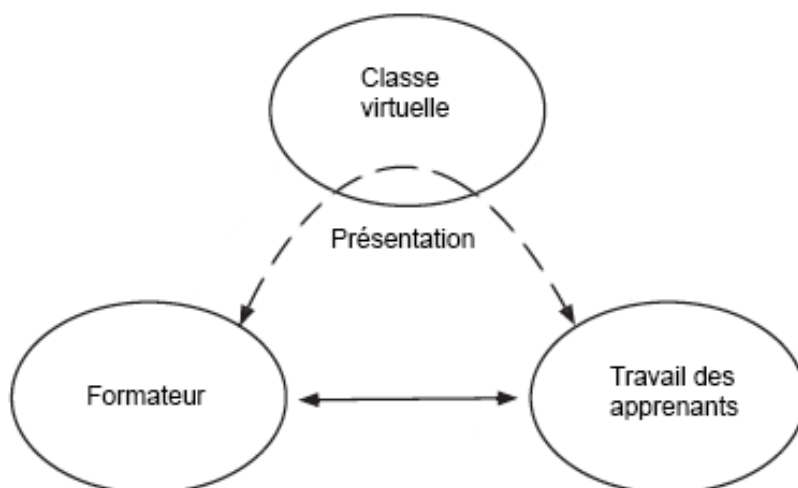 Classe
virtuelle
Présentation
Formateur
Travail des
apprenants